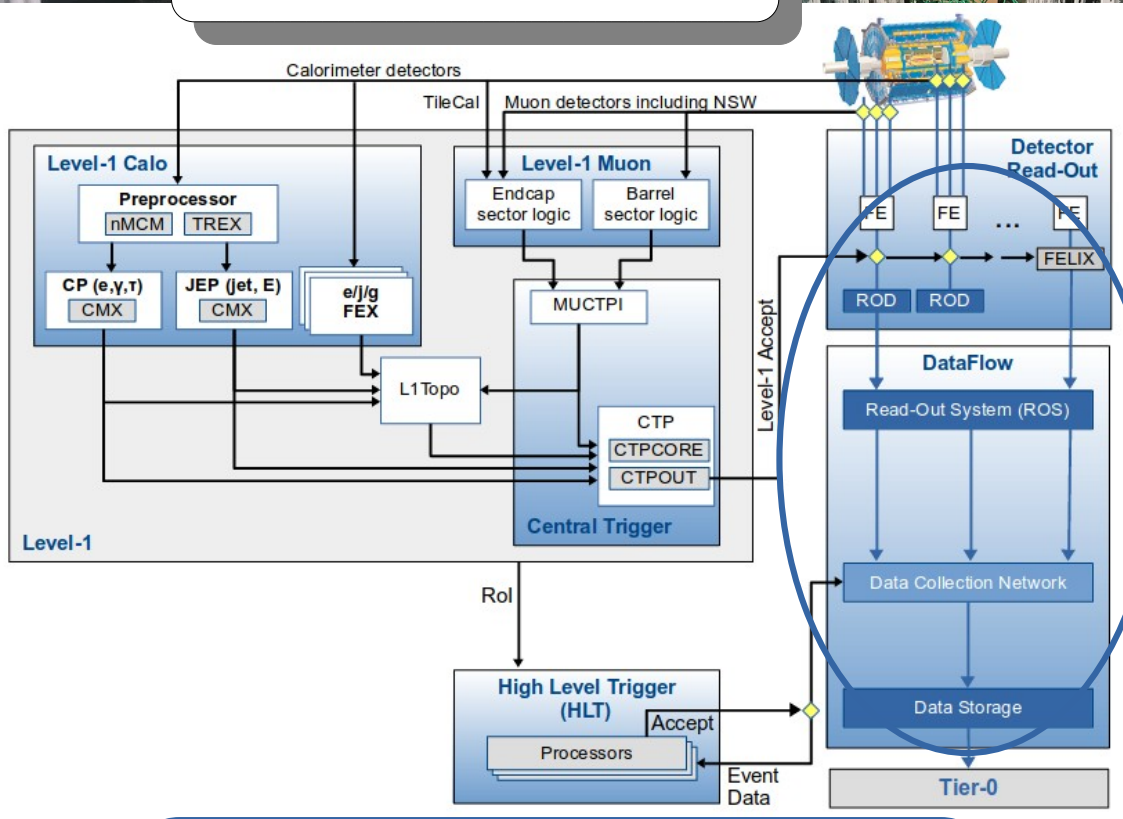 Calorimeter detectors
TileCal
Muon detectors including NSW
Level-1 Calo
Preprocessor
nMCM
TREX
CP (e,γ,τ)
CMX
JEP (jet, E)
CMX
e/j/g
FEX
Level-1 Muon
Endcap
sector logic
Barrel
sector logic
MUCTPI
L1Topo
CTP
CTPCORE
CTPOUT
Central Trigger
Level-1
Level-1 Accept
Detector
Read-Out
FE
FE
...
FE
FELIX
ROD
ROD
DataFlow
Read-Out System (ROS)
Data Collection Network
Data Storage
Tier-0
RoI
High Level Trigger
(HLT)
Accept
Processors
Event
Data